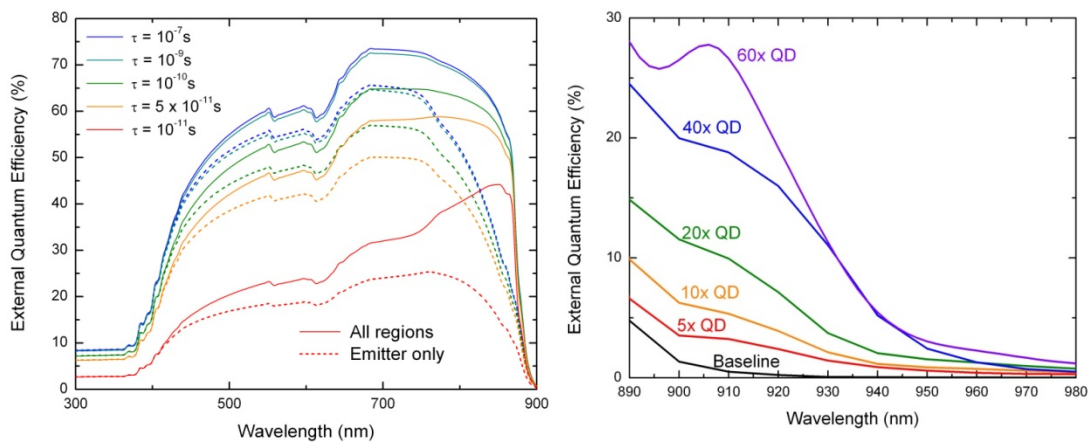 External Quantum Efficiency (%)
80
70
60
50
40
30
20
10
0
τ = 10⁻⁷s
τ = 10⁻⁹s
τ = 10⁻¹⁰s
τ = 5 x 10⁻¹¹s
τ = 10⁻¹¹s
All regions
Emitter only
300
500
700
900
Wavelength (nm)
External Quantum Efficiency (%)
30
20
10
0
60x QD
40x QD
20x QD
10x QD
5x QD
Baseline
890 900 910 920 930 940 950 960 970 980
Wavelength (nm)